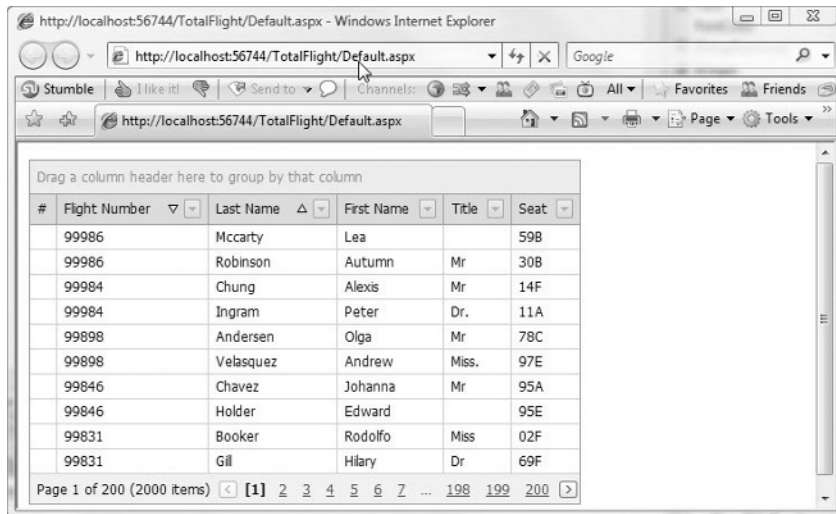 http://localhost:56744/TotalFlight/Default.aspx - Windows Internet Explorer
http://localhost:56744/TotalFlight/Default.aspx Google
Stumble I like it! Send to Channels: All Favorites Friends
http://localhost:56744/TotalFlight/Default.aspx Page Tools »
Drag a column header here to group by that column
# Flight Number Last Name First Name Title Seat
99986 Mccarty Lea 59B
99986 Robinson Autumn Mr 30B
99984 Chung Alexis Mr 14F
99984 Ingram Peter Dr. 11A
99898 Andersen Olga Mr 78C
99898 Velasquez Andrew Miss. 97E
99846 Chavez Johanna Mr 95A
99846 Holder Edward 95E
99831 Booker Rodolfo Miss 02F
99831 Gill Hilary Dr 69F
Page 1 of 200 (2000 items) < [1] 2 3 4 5 6 7 ... 198 199 200 >